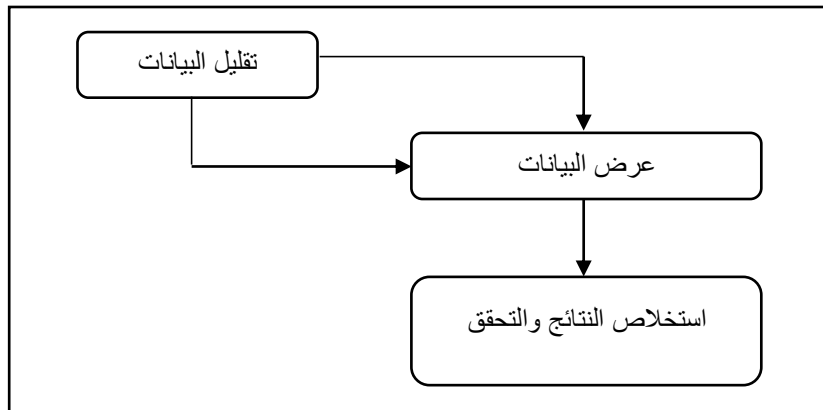 تقليل البيانات
عرض البيانات
استخلاص النتائج والتحقق